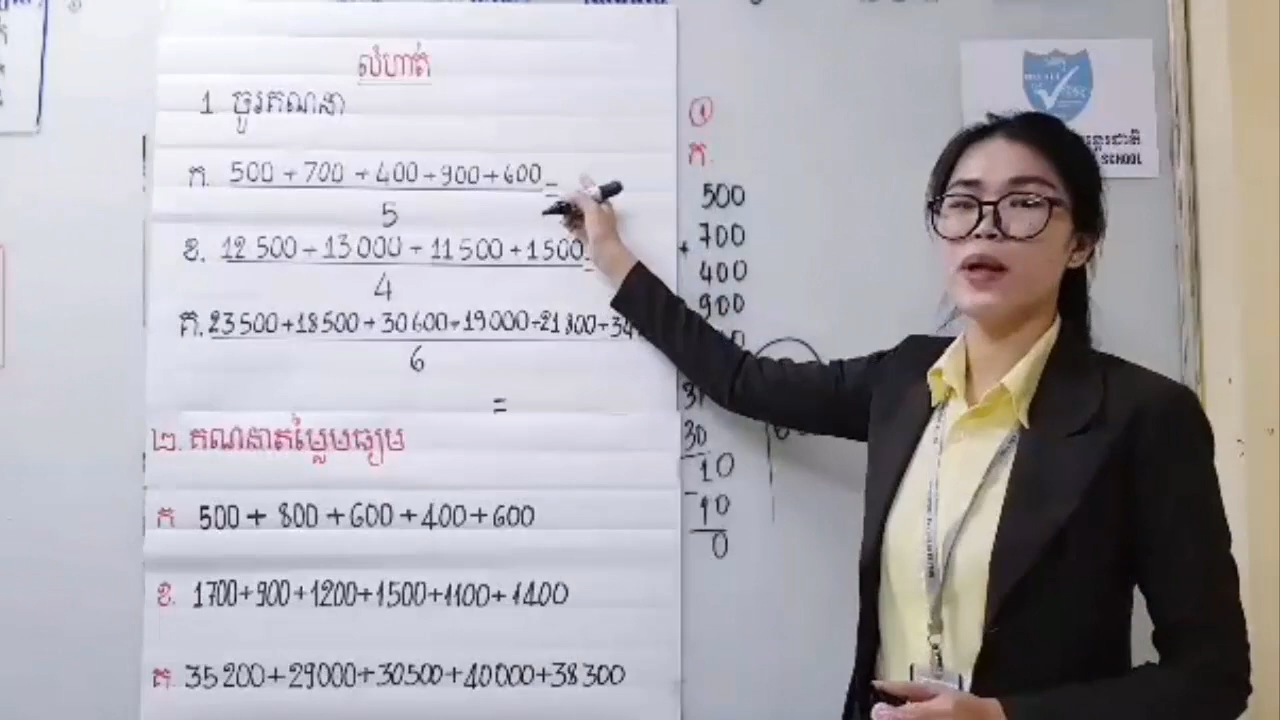 លំហាត់
1 ចូរគណនា
ក. 500 + 700 + 400 + 900 + 600 =
5
ខ. 12 500 + 13 000 + 11 500 + 1 500 =
4
គ. 23 500 + 18 500 + 30 600 + 19 000 + 21 800 +
6
=
២. គណនាតម្លៃមធ្យម
ក 500 + 800 + 600 + 400 + 600
ខ. 1700 + 900 + 1200 + 1500 + 1100 + 1400
គ. 35 200 + 29 000 + 30 500 + 40 000 + 38 300
①
ក.
500
700
+
400
900
30
10
- 10
0
SCHOOL